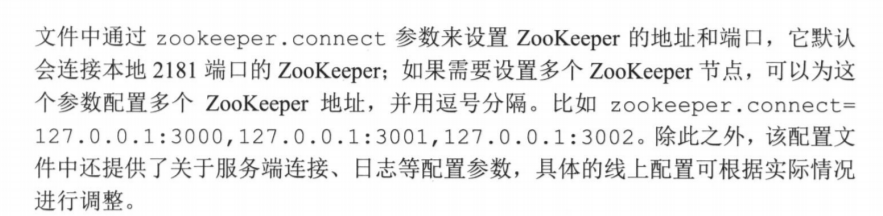 文件中通过 zookeeper.connect 参数来设置 ZooKeeper 的地址和端口，它默认
会连接本地 2181 端口的 ZooKeeper；如果需要设置多个 ZooKeeper 节点，可以为这
个参数配置多个 ZooKeeper 地址，并用逗号分隔。比如 zookeeper.connect=
127.0.0.1:3000,127.0.0.1:3001,127.0.0.1:3002。除此之外，该配置文
件中还提供了关于服务端连接、日志等配置参数，具体的线上配置可根据实际情况
进行调整。